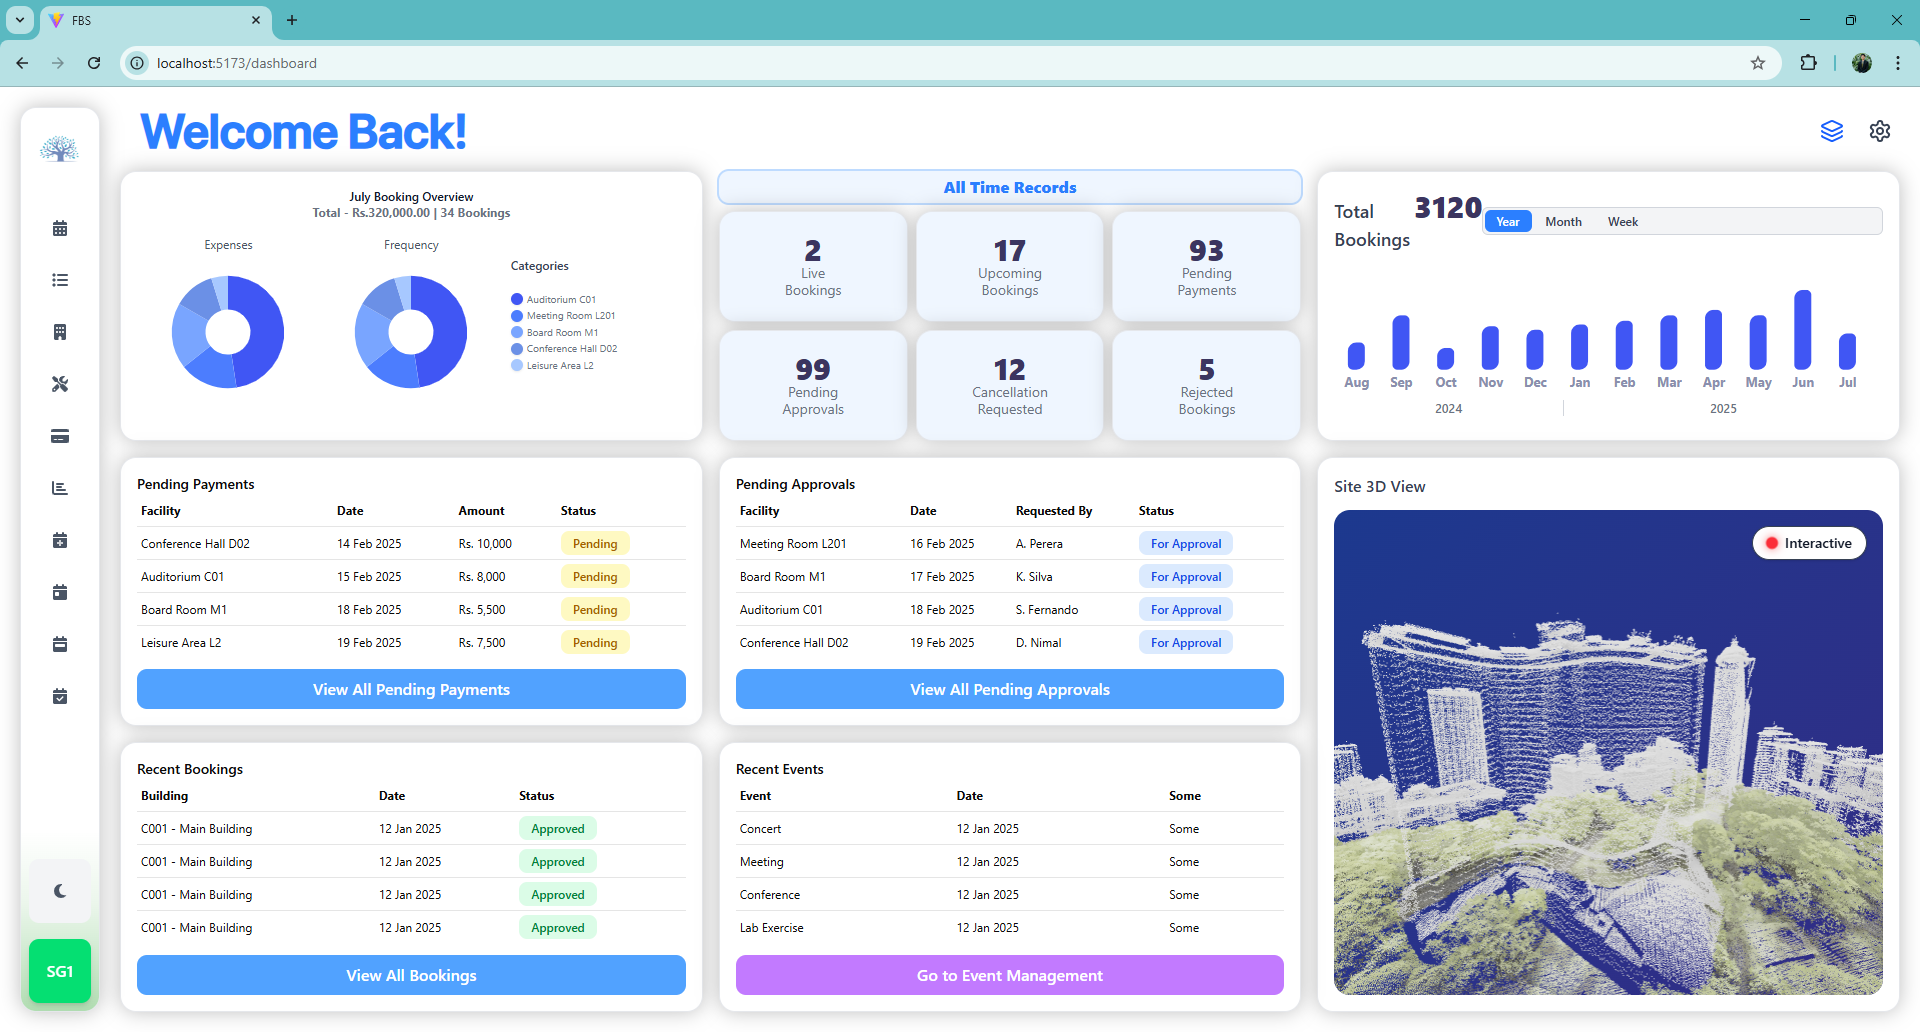 FBS
localhost:5173/dashboard
Welcome Back!
July Booking Overview
Total - Rs.320,000.00 | 34 Bookings
Expenses
Frequency
Categories
Auditorium C01
Meeting Room L201
Board Room M1
Conference Hall D02
Leisure Area L2
All Time Records
2
Live
Bookings
17
Upcoming
Bookings
93
Pending
Payments
99
Pending
Approvals
12
Cancellation
Requested
5
Rejected
Bookings
Total
Bookings
3120
Year Month Week
Aug Sep Oct Nov Dec Jan Feb Mar Apr May Jun Jul
2024 2025
Pending Payments
Facility Date Amount Status
Conference Hall D02 14 Feb 2025 Rs. 10,000 Pending
Auditorium C01 15 Feb 2025 Rs. 8,000 Pending
Board Room M1 18 Feb 2025 Rs. 5,500 Pending
Leisure Area L2 19 Feb 2025 Rs. 7,500 Pending
View All Pending Payments
Pending Approvals
Facility Date Requested By Status
Meeting Room L201 16 Feb 2025 A. Perera For Approval
Board Room M1 17 Feb 2025 K. Silva For Approval
Auditorium C01 18 Feb 2025 S. Fernando For Approval
Conference Hall D02 19 Feb 2025 D. Nimal For Approval
View All Pending Approvals
Site 3D View
Interactive
Recent Bookings
Building Date Status
C001 - Main Building 12 Jan 2025 Approved
C001 - Main Building 12 Jan 2025 Approved
C001 - Main Building 12 Jan 2025 Approved
C001 - Main Building 12 Jan 2025 Approved
View All Bookings
Recent Events
Event Date Some
Concert 12 Jan 2025 Some
Meeting 12 Jan 2025 Some
Conference 12 Jan 2025 Some
Lab Exercise 12 Jan 2025 Some
Go to Event Management
SG1